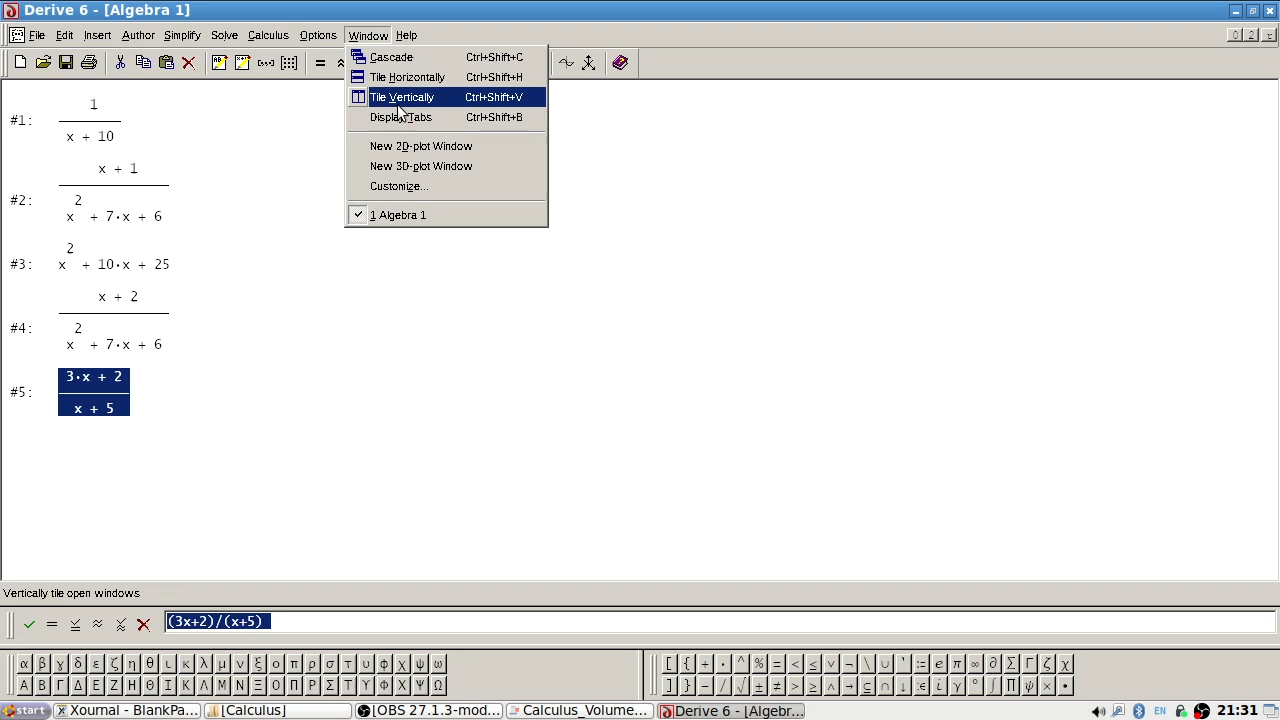 Derive 6 - [Algebra 1]
File Edit Insert Author Simplify Solve Calculus Options Window Help
Cascade Ctrl+Shift+C
Tile Horizontally Ctrl+Shift+H
Tile Vertically Ctrl+Shift+V
Display Tabs Ctrl+Shift+B
New 2D-plot Window
New 3D-plot Window
Customize...
1 Algebra 1
1
#1:
x + 10
x + 1
#2:
2
x + 7·x + 6
2
#3: x + 10·x + 25
x + 2
#4:
2
x + 7·x + 6
3·x + 2
#5:
x + 5
Vertically tile open windows
(3x+2)/(x+5)
α β γ δ ε ζ η θ ι κ λ μ ν ξ ο π ρ σ τ υ φ χ ψ ω
Α Β Γ Δ Ε Ζ Η Θ Ι Κ Λ Μ Ν Ξ Ο Π Ρ Σ Τ Υ Φ Χ Ψ Ω
[ { + · ^ % = < ≤ ∨ ¬ \ ∪ ' := e π ∞ ∂ ∑ Γ ζ χ
] } − / √ ± ≠ > ≥ ∧ → ⊆ ∩ ↓ :∈ i γ ° ∫ ∏ ψ × •
start Xournal - BlankPa... [Calculus] [OBS 27.1.3-mod... Calculus_Volume... Derive 6 - [Algebr... EN 21:31